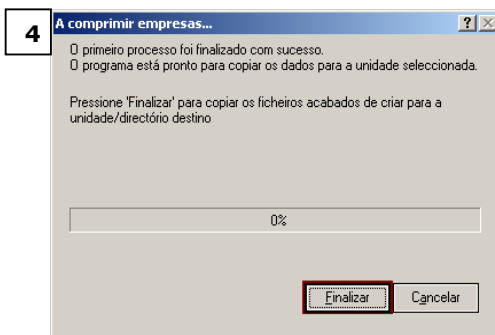 4
A comprimir empresas...
O primeiro processo foi finalizado com sucesso.
O programa está pronto para copiar os dados para a unidade seleccionada.
Pressione 'Finalizar' para copiar os ficheiros acabados de criar para a
unidade/directório destino
0%
Finalizar Cancelar